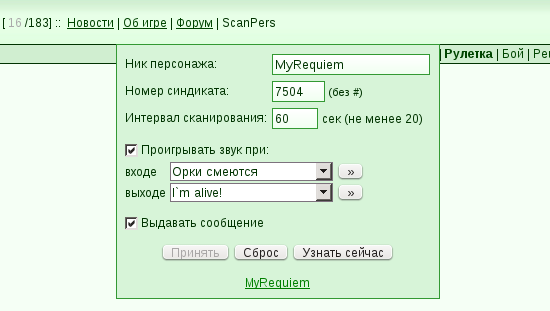 [ 16 /183] :: Новости | Об игре | Форум | ScanPers
| Рулетка | Бой | Ре
Ник персонажа: MyRequiem
Номер синдиката: 7504 (без #)
Интервал сканирования: 60 сек (не менее 20)
Проигрывать звук при:
входе Орки смеются »
выходе I`m alive! »
Выдавать сообщение
Принять Сброс Узнать сейчас
MyRequiem